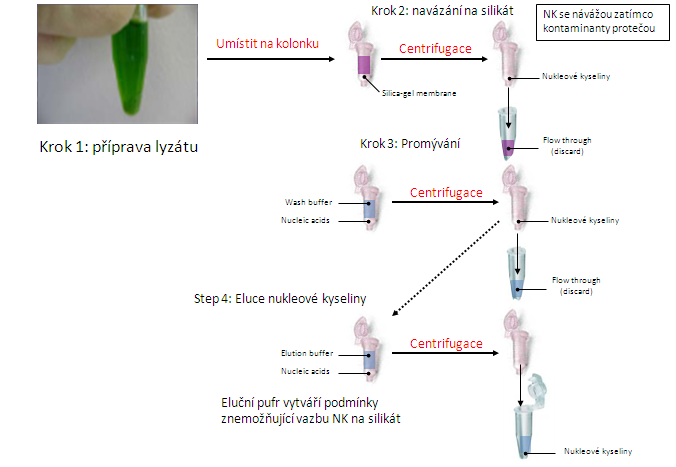 Krok 2: navázání na silikát
NK se návážou zatímco
kontaminanty protečou
Umístit na kolonku
Centrifugace
Nukleové kyseliny
Silica-gel membrane
Krok 1: příprava lyzátu
Krok 3: Promývání
Flow through
(discard)
Centrifugace
Wash buffer
Nucleic acids
Nukleové kyseliny
Flow through
(discard)
Step 4: Eluce nukleové kyseliny
Centrifugace
Elution buffer
Nucleic acids
Eluční pufr vytváří podmínky
znemožňující vazbu NK na silikát
Nukleové kyseliny